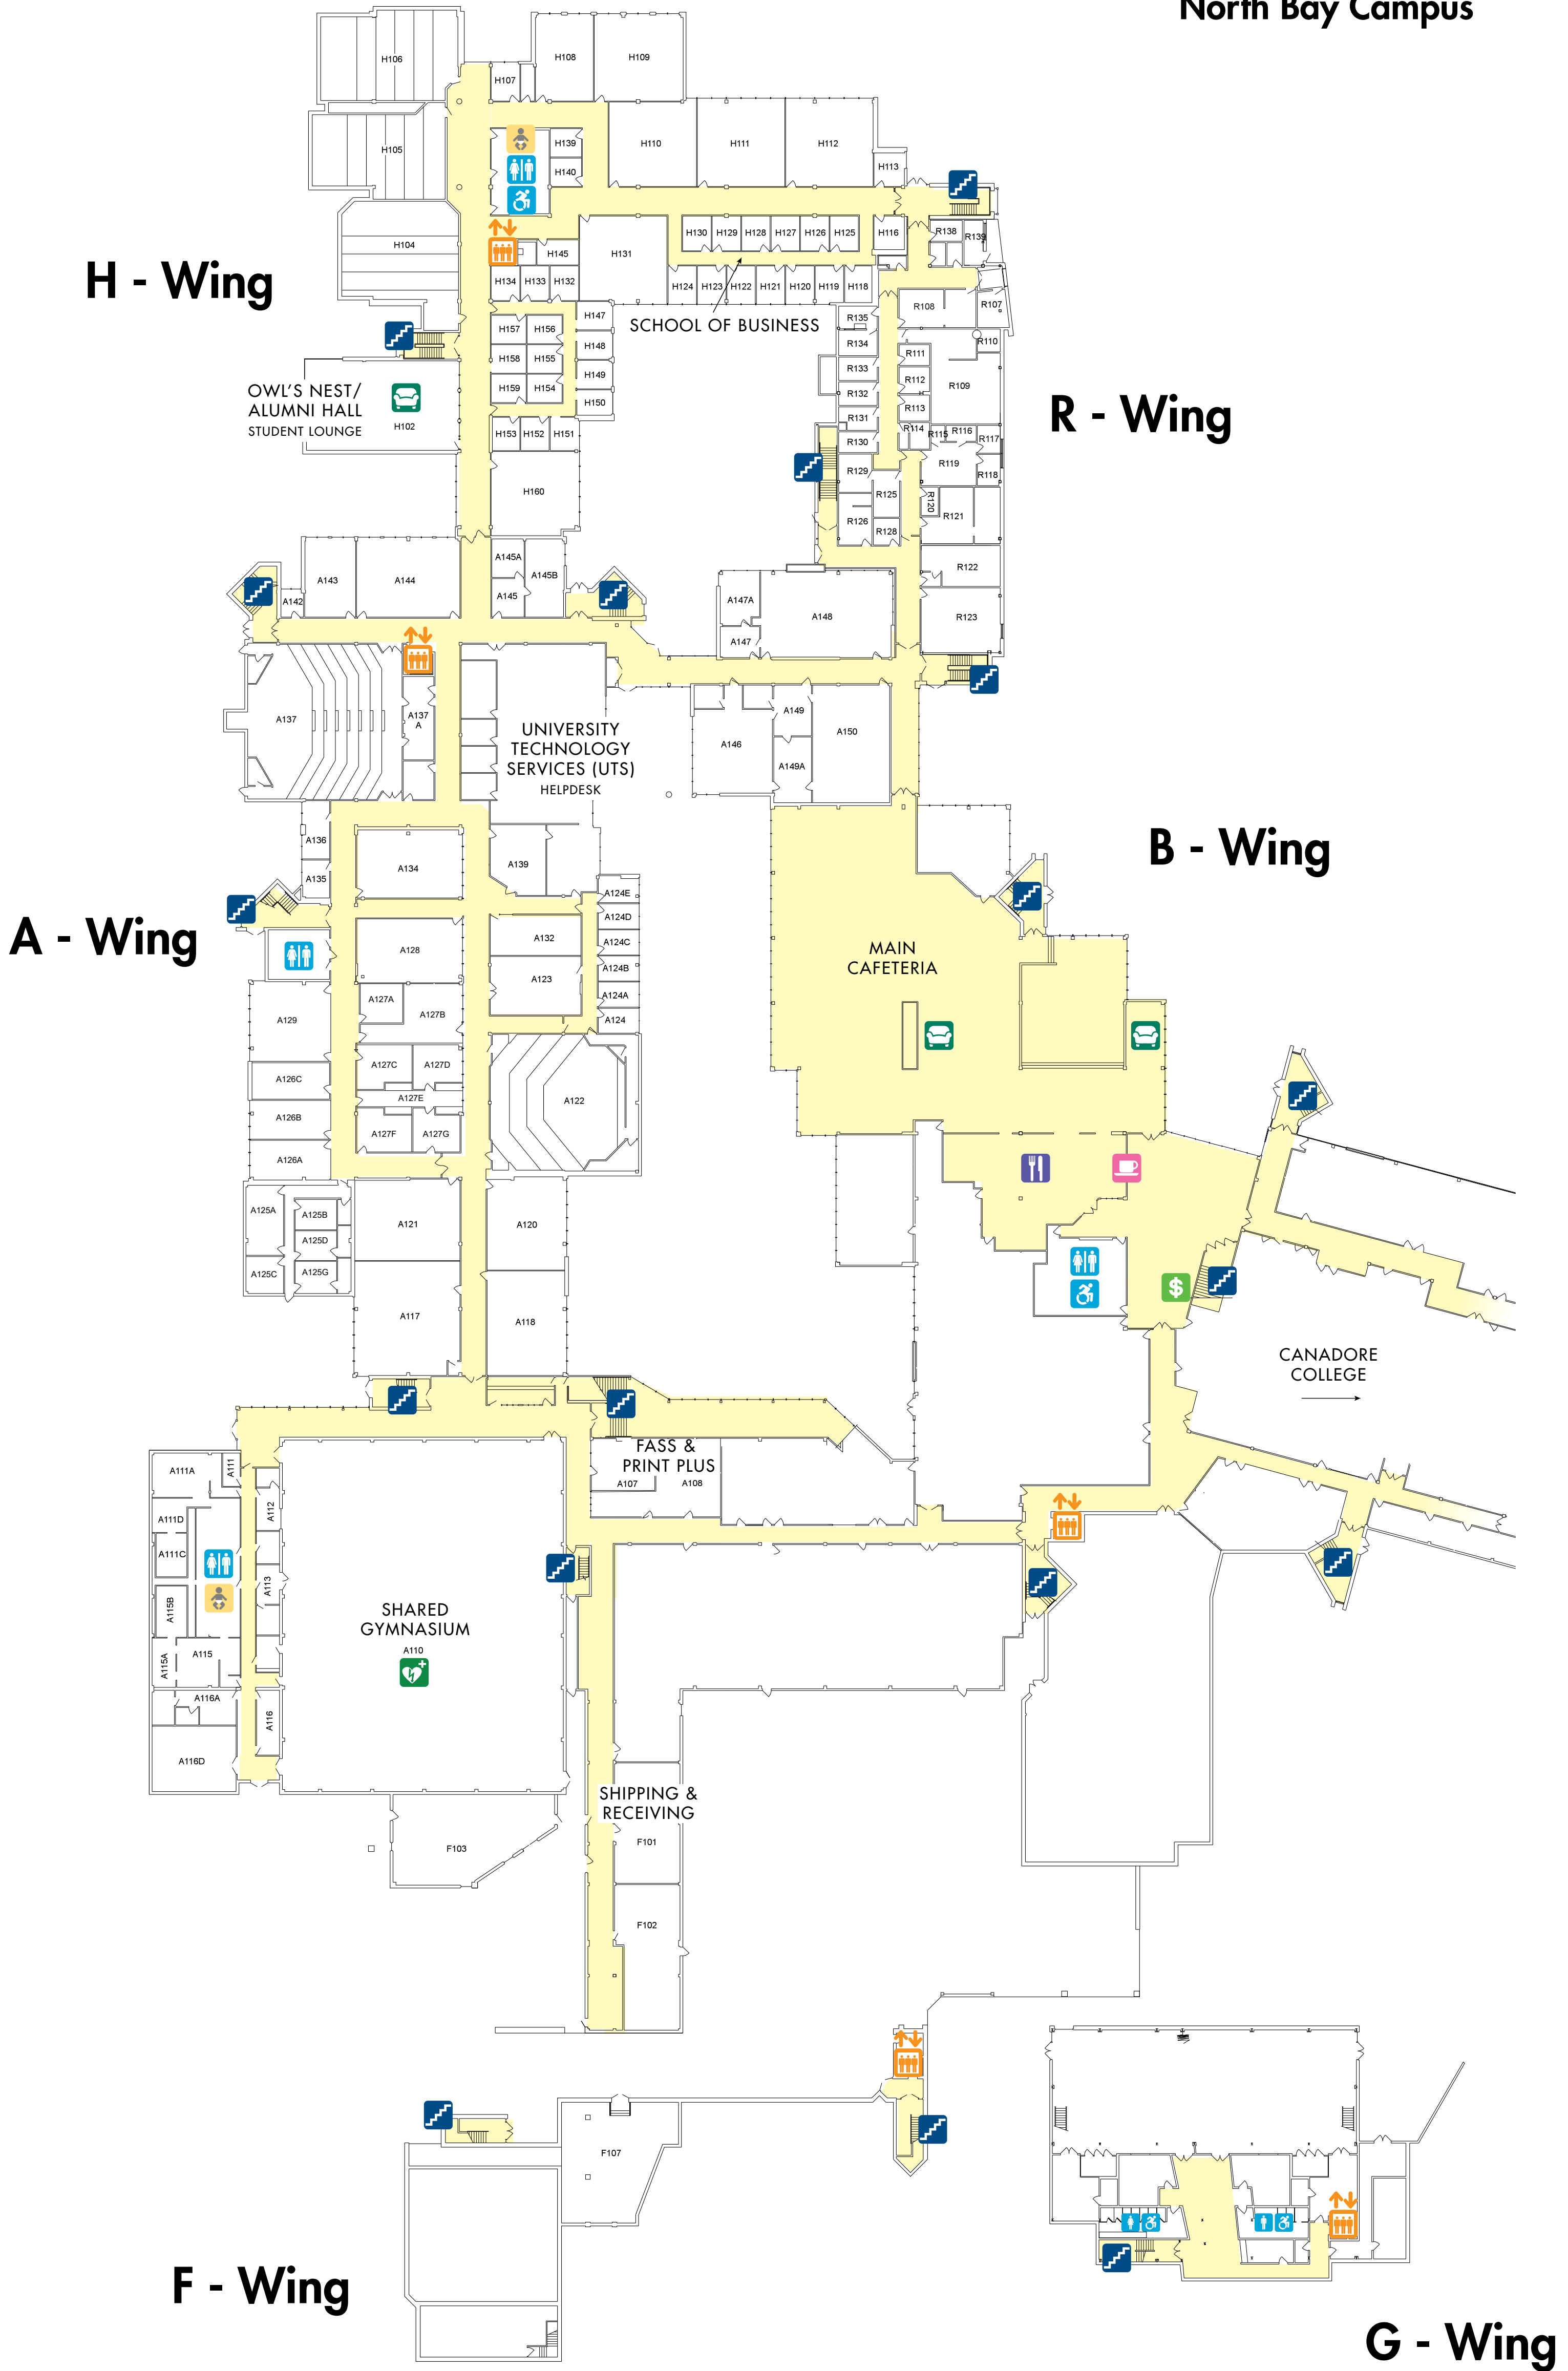 North Bay Campus
H106
H108
H109
H107
H105
H139
H140
H110
H111
H112
H113
H104
H130
H129
H128
H127
H126
H125
H116
R138
R139
H145
H131
H134
H133
H132
H124
H123
H122
H121
H120
H119
H118
H - Wing
SCHOOL OF BUSINESS
H147
H157
H156
H148
H158
H155
H149
H159
H154
H150
H153
H152
H151
H160
OWL'S NEST/
ALUMNI HALL
STUDENT LOUNGE
H102
R108
R107
R135
R134
R110
R111
R133
R112
R109
R132
R113
R131
R114
R115
R116
R117
R130
R119
R118
R129
R125
R120
R121
R126
R128
R122
R123
R - Wing
A143
A144
A142
A145A
A145B
A145
A147A
A147
A148
A137
A137
A
UNIVERSITY
TECHNOLOGY
SERVICES (UTS)
HELPDESK
A146
A149
A149A
A150
A136
A135
A134
A139
A124E
A124D
A124C
A124B
A124A
A124
A132
A123
A128
A - Wing
B - Wing
MAIN
CAFETERIA
A129
A127A
A127B
A126C
A127C
A127D
A127E
A126B
A127F
A127G
A126A
A122
A125A
A125B
A125D
A125C
A125G
A121
A120
A117
A118
$
CANADORE
COLLEGE
FASS &
PRINT PLUS
A107
A108
A111A
A111
A112
A111D
A111C
A113
A115B
A115A
A115
A116A
A116
A116D
SHARED
GYMNASIUM
A110
SHIPPING &
RECEIVING
F101
F103
F102
F107
F - Wing
G - Wing